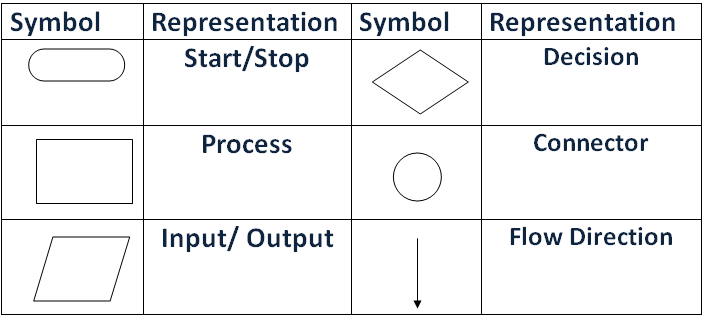 Symbol Representation Symbol Representation
Start/Stop Decision
Process Connector
Input/ Output Flow Direction